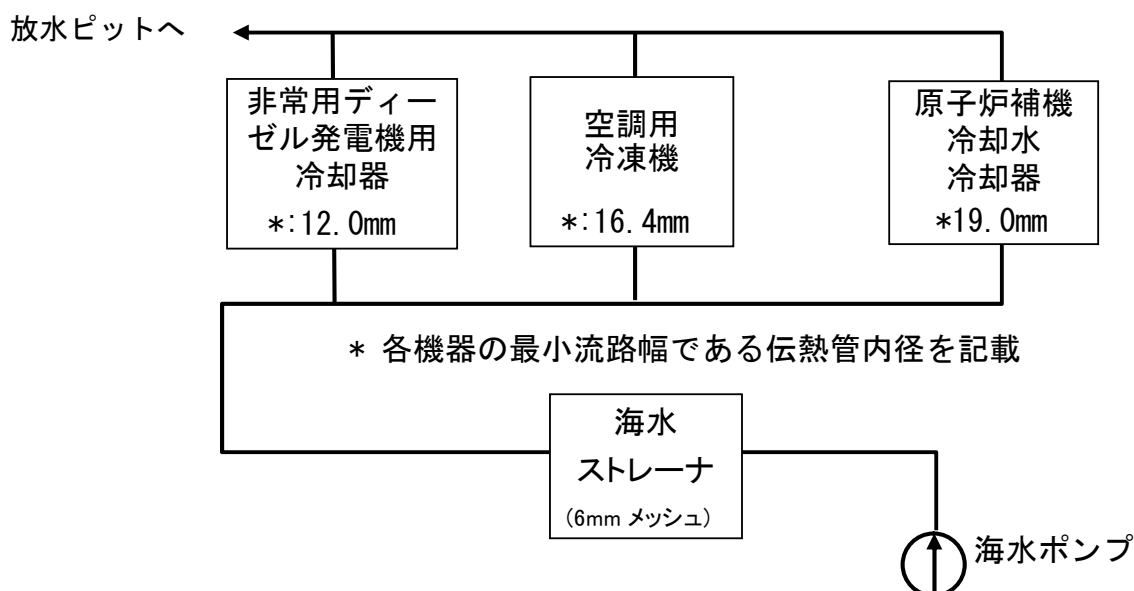 放水ピットへ
非常用ディー
ゼル発電機用
冷却器
*:12.0mm
空調用
冷凍機
*:16.4mm
原子炉補機
冷却水
冷却器
*19.0mm
* 各機器の最小流路幅である伝熱管内径を記載
海水
ストレーナ
(6mm メッシュ)
海水ポンプ